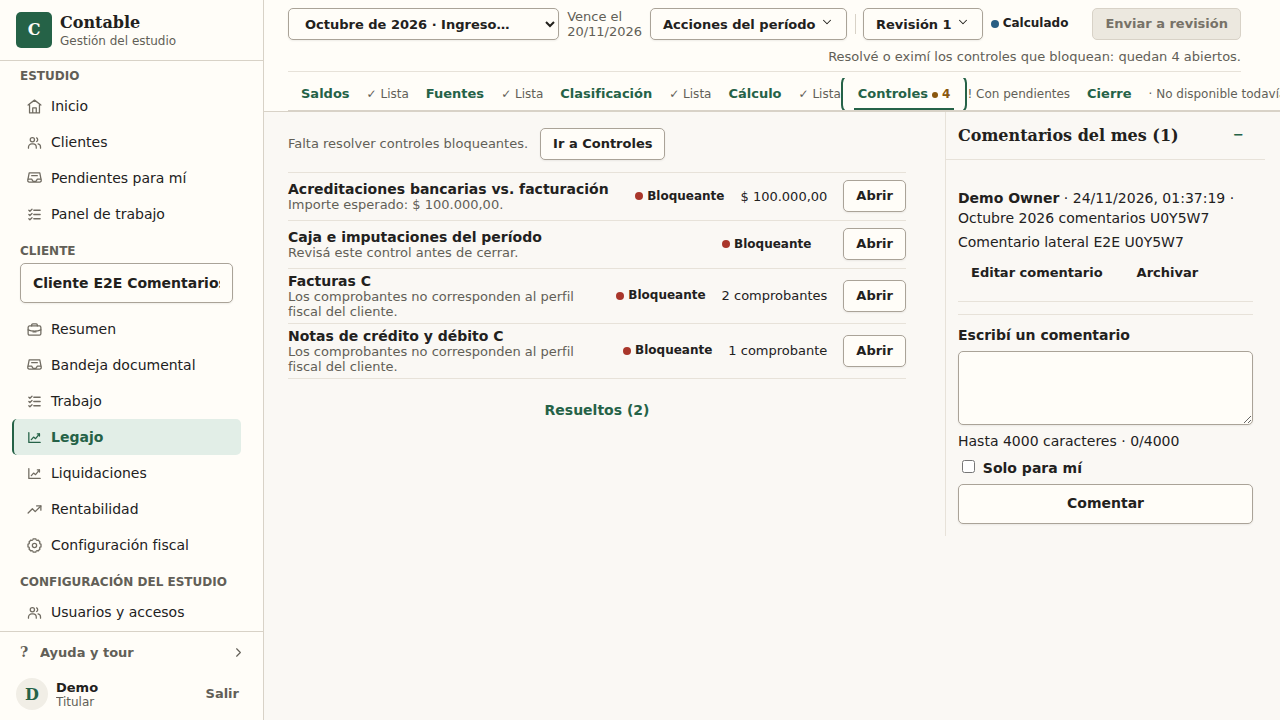 C
Contable
Gestión del estudio
ESTUDIO
Inicio
Clientes
Pendientes para mí
Panel de trabajo
CLIENTE
Cliente E2E Comentarios
Resumen
Bandeja documental
Trabajo
Legajo
Liquidaciones
Rentabilidad
Configuración fiscal
CONFIGURACIÓN DEL ESTUDIO
Usuarios y accesos
? Ayuda y tour
D
Demo
Titular
Salir
Octubre de 2026 · Ingreso…
Vence el
20/11/2026
Acciones del período
Revisión 1
Calculado
Enviar a revisión
Resolvé o eximí los controles que bloquean: quedan 4 abiertos.
Saldos ✓ Lista Fuentes ✓ Lista Clasificación ✓ Lista Cálculo ✓ Lista Controles 4 ! Con pendientes Cierre · No disponible todaví
Falta resolver controles bloqueantes. Ir a Controles
Acreditaciones bancarias vs. facturación
Importe esperado: $ 100.000,00.
Bloqueante $ 100.000,00 Abrir
Caja e imputaciones del período
Revisá este control antes de cerrar.
Bloqueante Abrir
Facturas C
Los comprobantes no corresponden al perfil
fiscal del cliente.
Bloqueante 2 comprobantes Abrir
Notas de crédito y débito C
Los comprobantes no corresponden al perfil
fiscal del cliente.
Bloqueante 1 comprobante Abrir
Resueltos (2)
Comentarios del mes (1) −
Demo Owner · 24/11/2026, 01:37:19 ·
Octubre 2026 comentarios U0Y5W7
Comentario lateral E2E U0Y5W7
Editar comentario Archivar
Escribí un comentario
Hasta 4000 caracteres · 0/4000
Solo para mí
Comentar